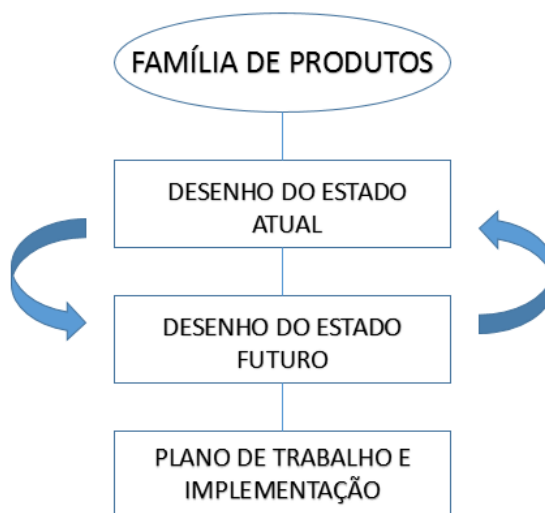 FAMÍLIA DE PRODUTOS
DESENHO DO ESTADO
ATUAL
DESENHO DO ESTADO
FUTURO
PLANO DE TRABALHO E
IMPLEMENTAÇÃO